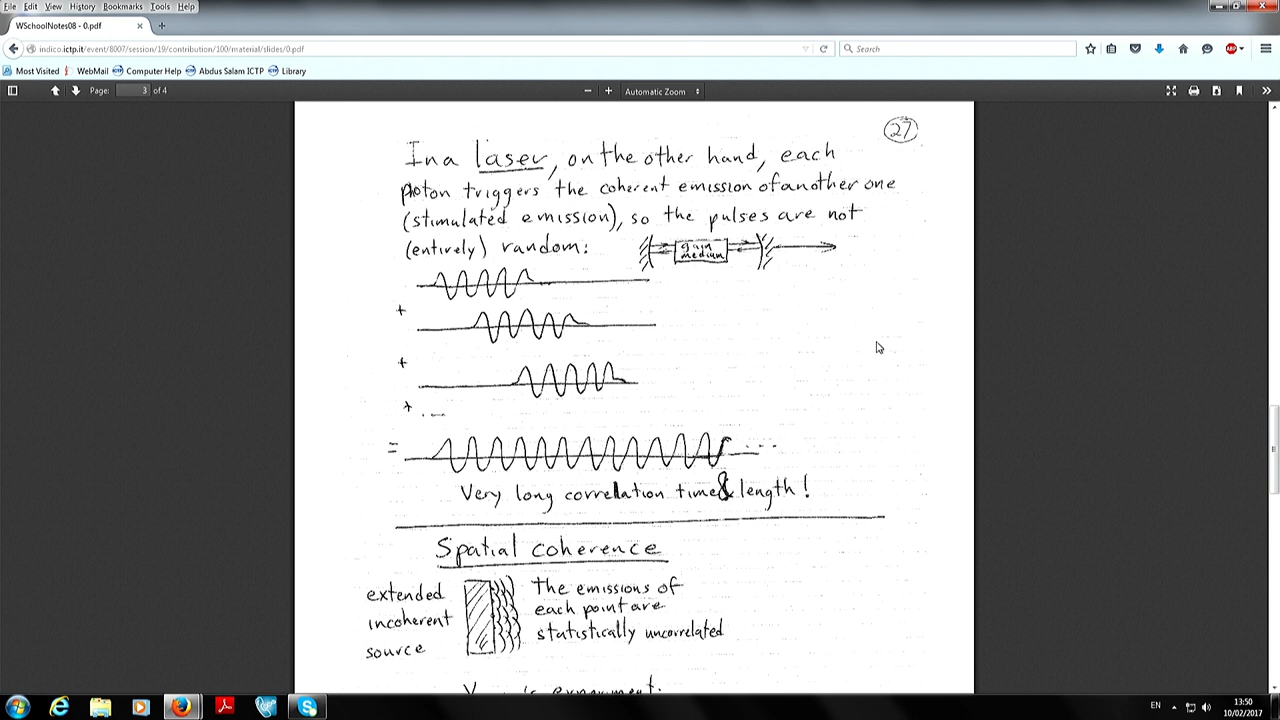 File Edit View History Bookmarks Tools Help
WSchoolNotes08 - 0.pdf
indico.ictp.it/event/8007/session/19/contribution/100/material/slides/0.pdf
Search
Most Visited WebMail Computer Help Abdus Salam ICTP Library
Page: 3 of 4
Automatic Zoom
27
In a laser, on the other hand, each
photon triggers the coherent emission of another one
(stimulated emission), so the pulses are not
(entirely) random:
gain
medium
+
+
+ ....
= ...
Very long correlation time & length!
Spatial coherence
extended
incoherent
source
The emissions of
each point are
statistically uncorrelated
EN
13:50
10/02/2017